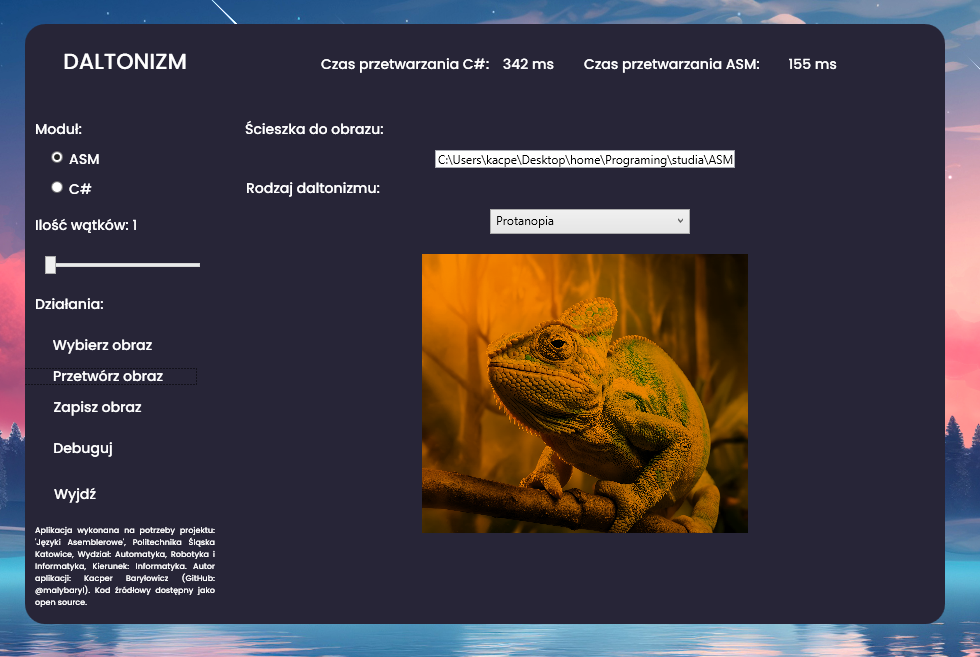 DALTONIZM
Czas przetwarzania C#: 342 ms
Czas przetwarzania ASM: 155 ms
Moduł:
ASM
C#
Ilość wątków: 1
Działania:
Wybierz obraz
Przetwórz obraz
Zapisz obraz
Debuguj
Wyjdź
Aplikacja wykonana na potrzeby projektu:
'Języki Asemblerowe', Politechnika Śląska
Katowice, Wydział: Automatyka, Robotyka i
Informatyka, Kierunek: Informatyka. Autor
aplikacji: Kacper Baryłowicz (GitHub:
@malybaryl). Kod źródłowy dostępny jako
open source.
Ścieszka do obrazu:
C:\Users\kacpe\Desktop\home\Programing\studia\ASM
Rodzaj daltonizmu:
Protanopia